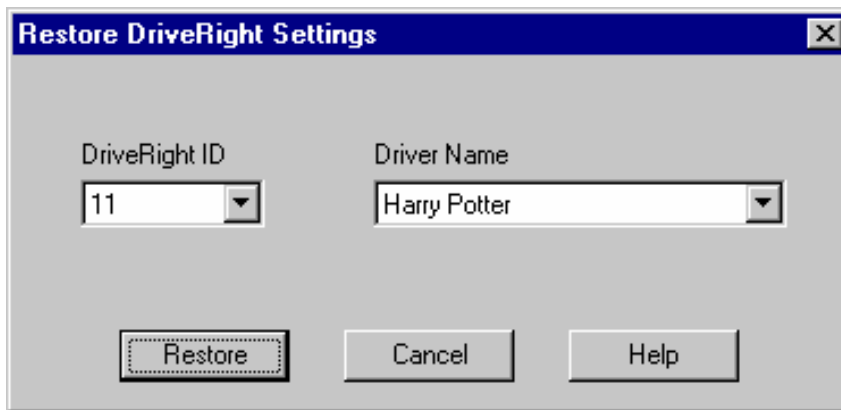 Restore DriveRight Settings
DriveRight ID Driver Name
11 Harry Potter
Restore Cancel Help